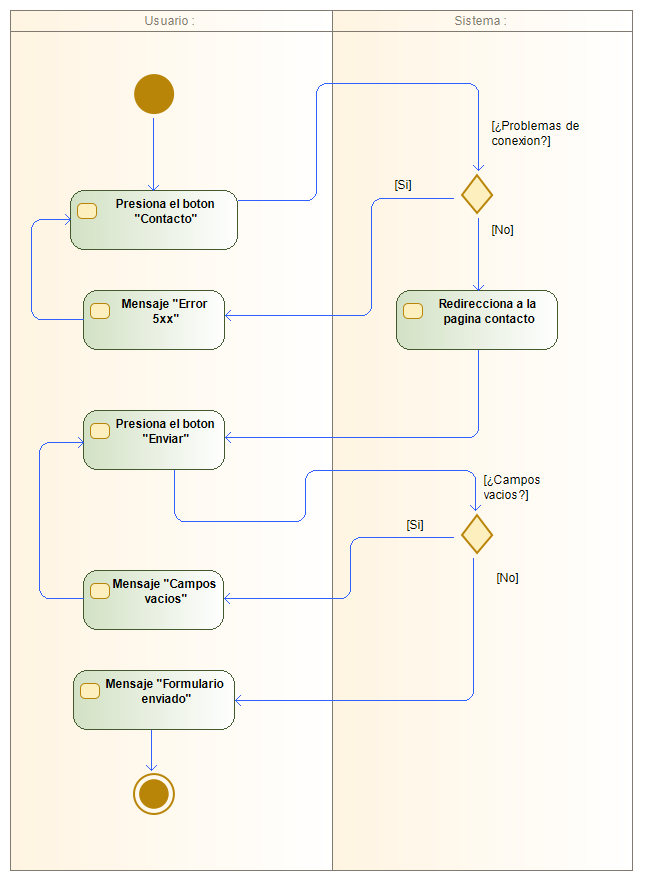 Usuario :
Sistema :
[¿Problemas de
conexion?]
Presiona el boton
"Contacto"
[Si]
[No]
Mensaje "Error
5xx"
Redirecciona a la
pagina contacto
Presiona el boton
"Enviar"
[¿Campos
vacios?]
[Si]
Mensaje "Campos
vacios"
[No]
Mensaje "Formulario
enviado"